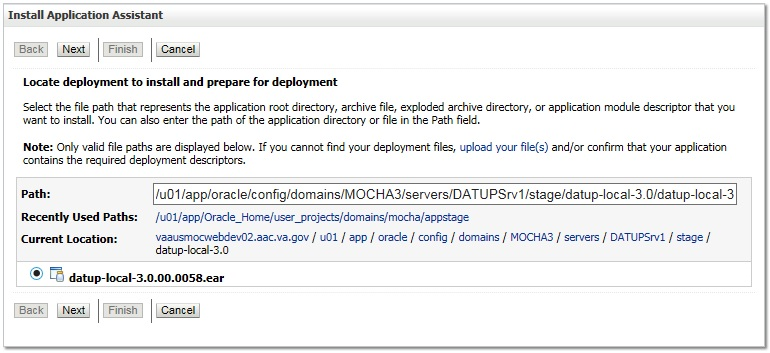 Install Application Assistant
Back Next Finish Cancel
Locate deployment to install and prepare for deployment
Select the file path that represents the application root directory, archive file, exploded archive directory, or application module descriptor that you
want to install. You can also enter the path of the application directory or file in the Path field.
Note: Only valid file paths are displayed below. If you cannot find your deployment files, upload your file(s) and/or confirm that your application
contains the required deployment descriptors.
Path: /u01/app/oracle/config/domains/MOCHA3/servers/DATUPSrv1/stage/datup-local-3.0/datup-local-3
Recently Used Paths: /u01/app/Oracle_Home/user_projects/domains/mocha/appstage
Current Location: vaausmocwebdev02.aac.va.gov / u01 / app / oracle / config / domains / MOCHA3 / servers / DATUPSrv1 / stage /
datup-local-3.0
datup-local-3.0.00.0058.ear
Back Next Finish Cancel